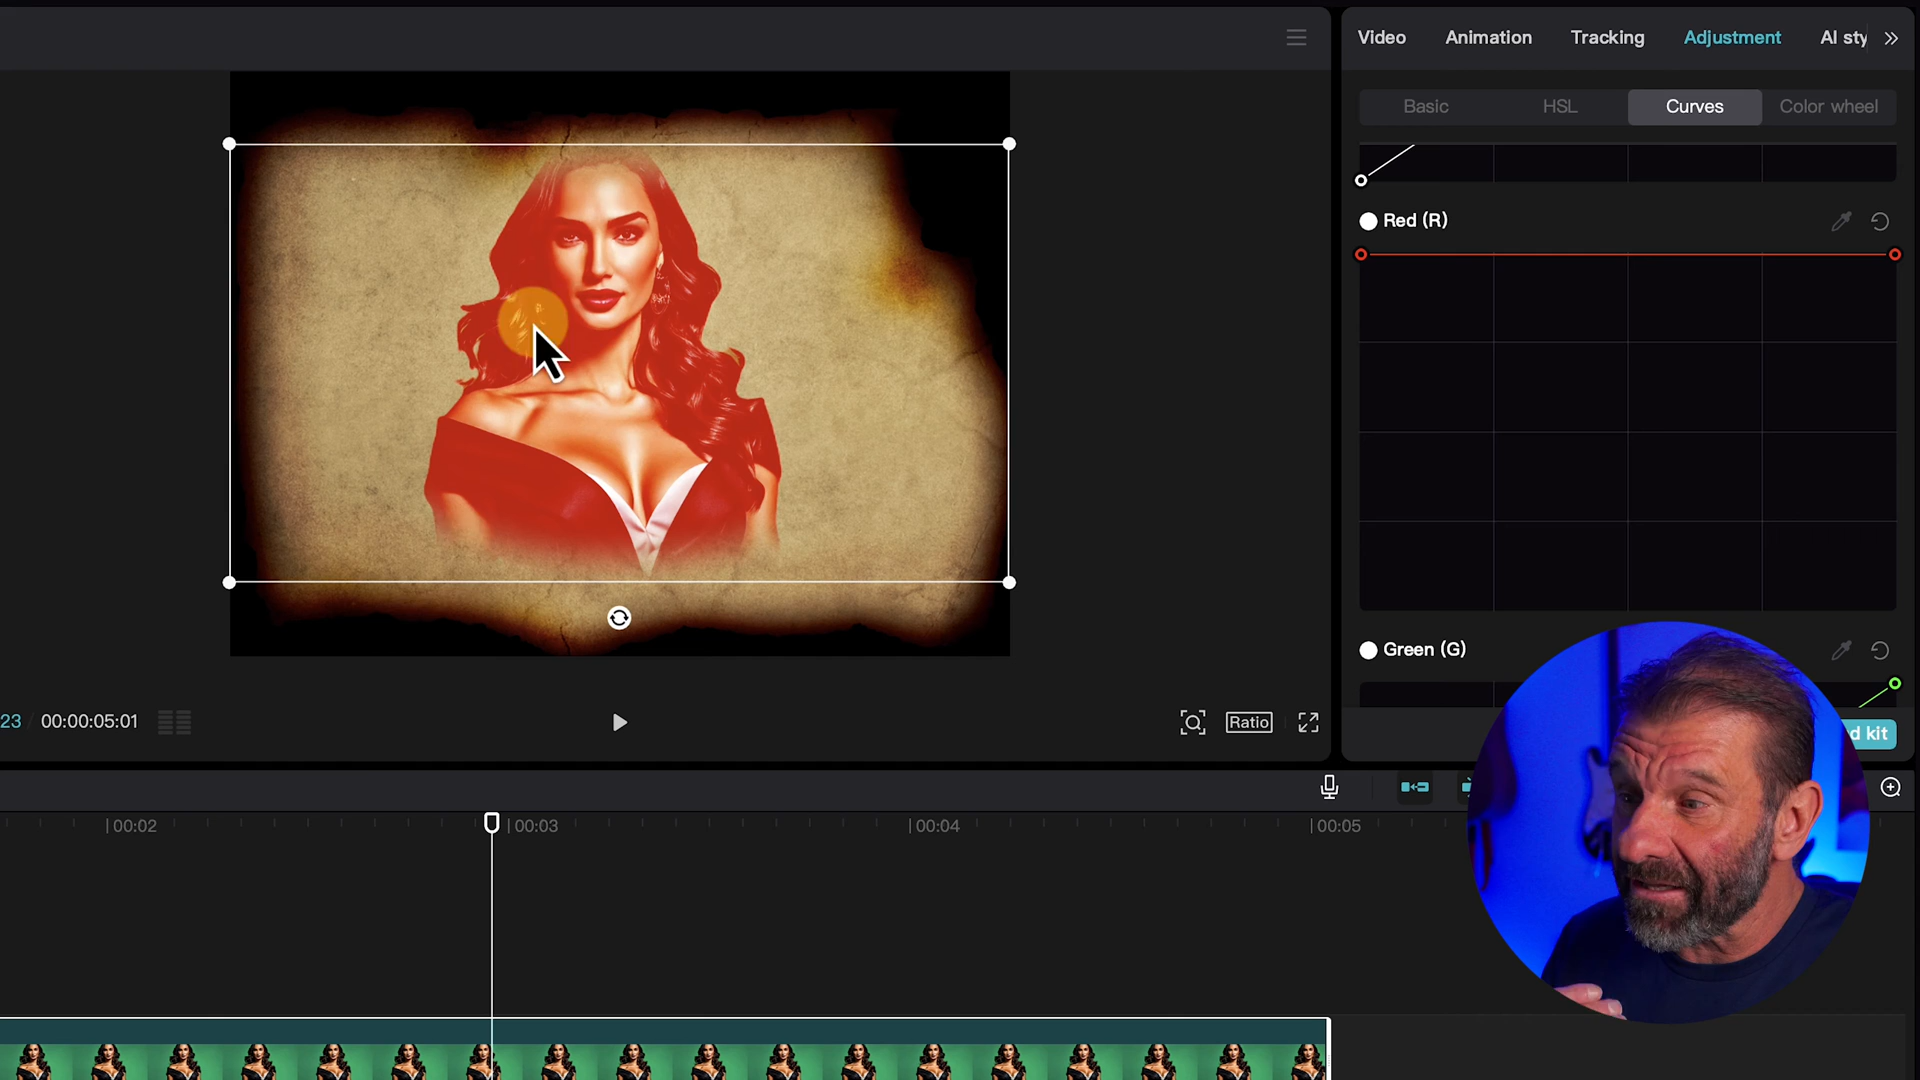 Video Animation Tracking Adjustment AI sty
Basic HSL Curves Color wheel
Red (R)
Green (G)
d kit
23 / 00:00:05:01
Ratio
00:02 00:03 00:04 00:05